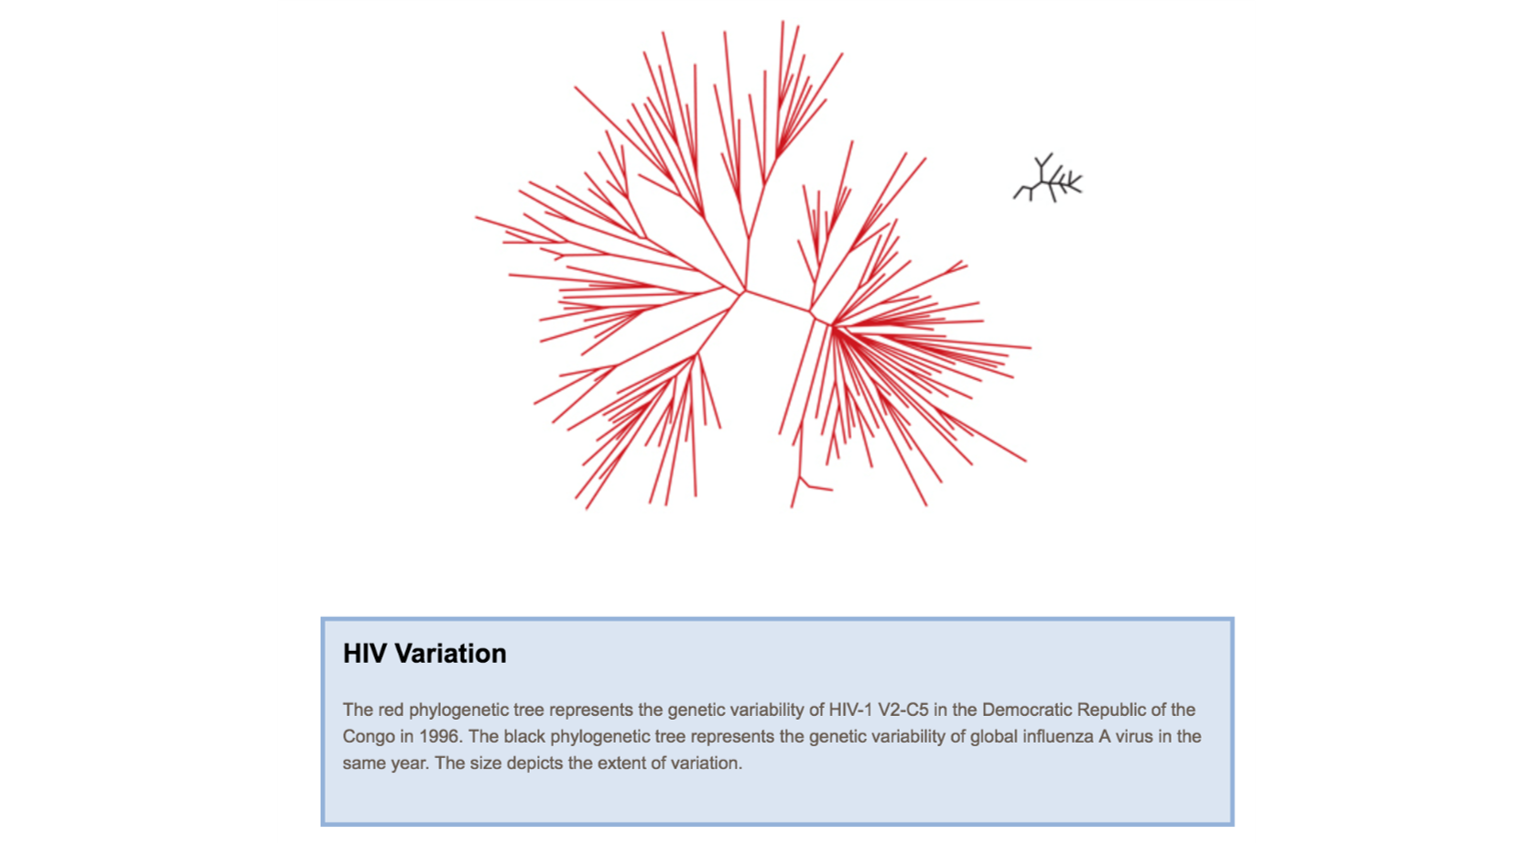 HIV Variation
The red phylogenetic tree represents the genetic variability of HIV-1 V2-C5 in the Democratic Republic of the
Congo in 1996. The black phylogenetic tree represents the genetic variability of global influenza A virus in the
same year. The size depicts the extent of variation.